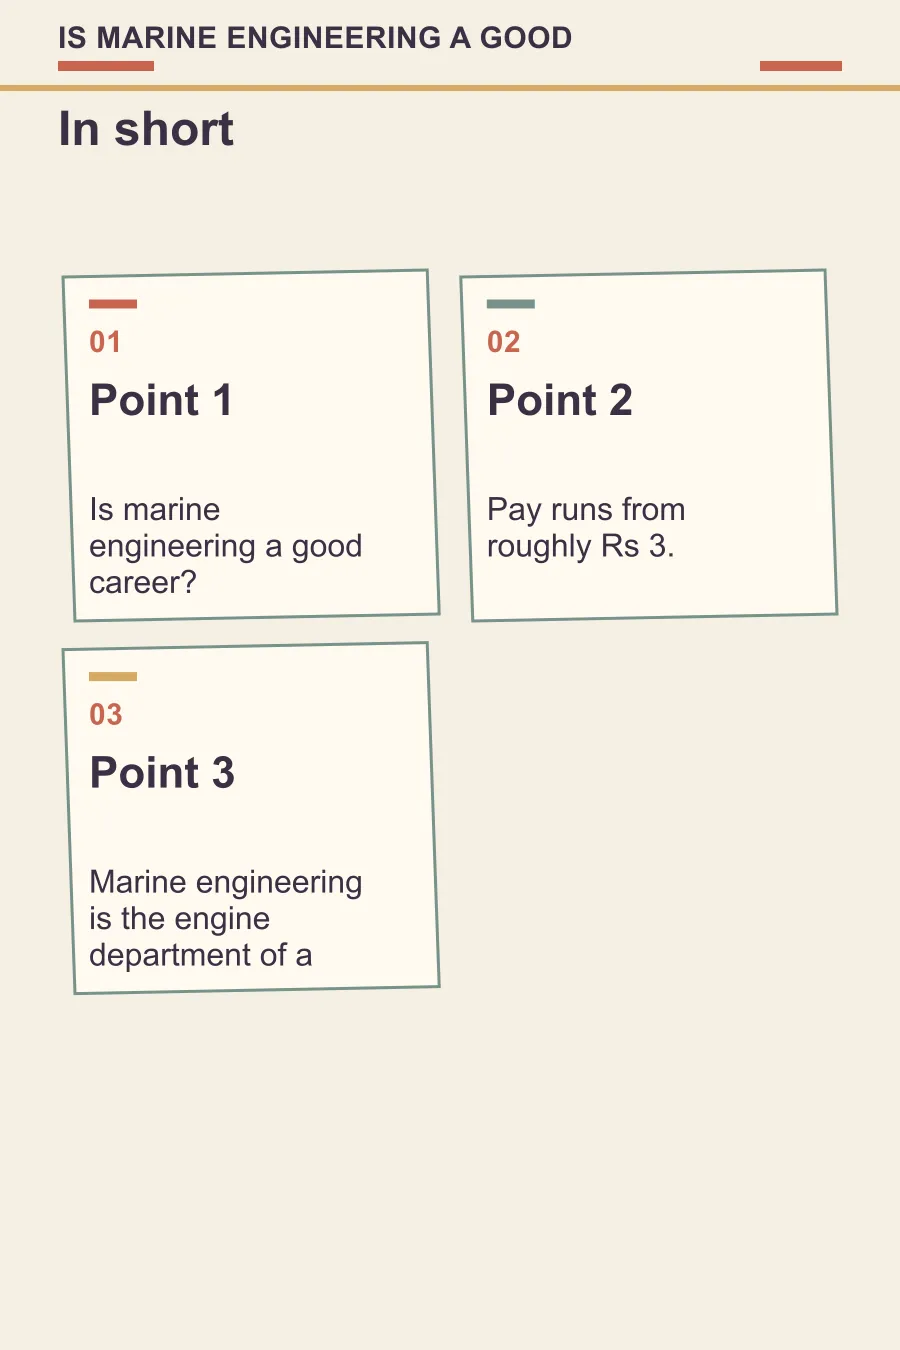 IS MARINE ENGINEERING A GOOD
In short
01
Point 1
Is marine
engineering a good
career?
02
Point 2
Pay runs from
roughly Rs 3.
03
Point 3
Marine engineering
is the engine
department of a